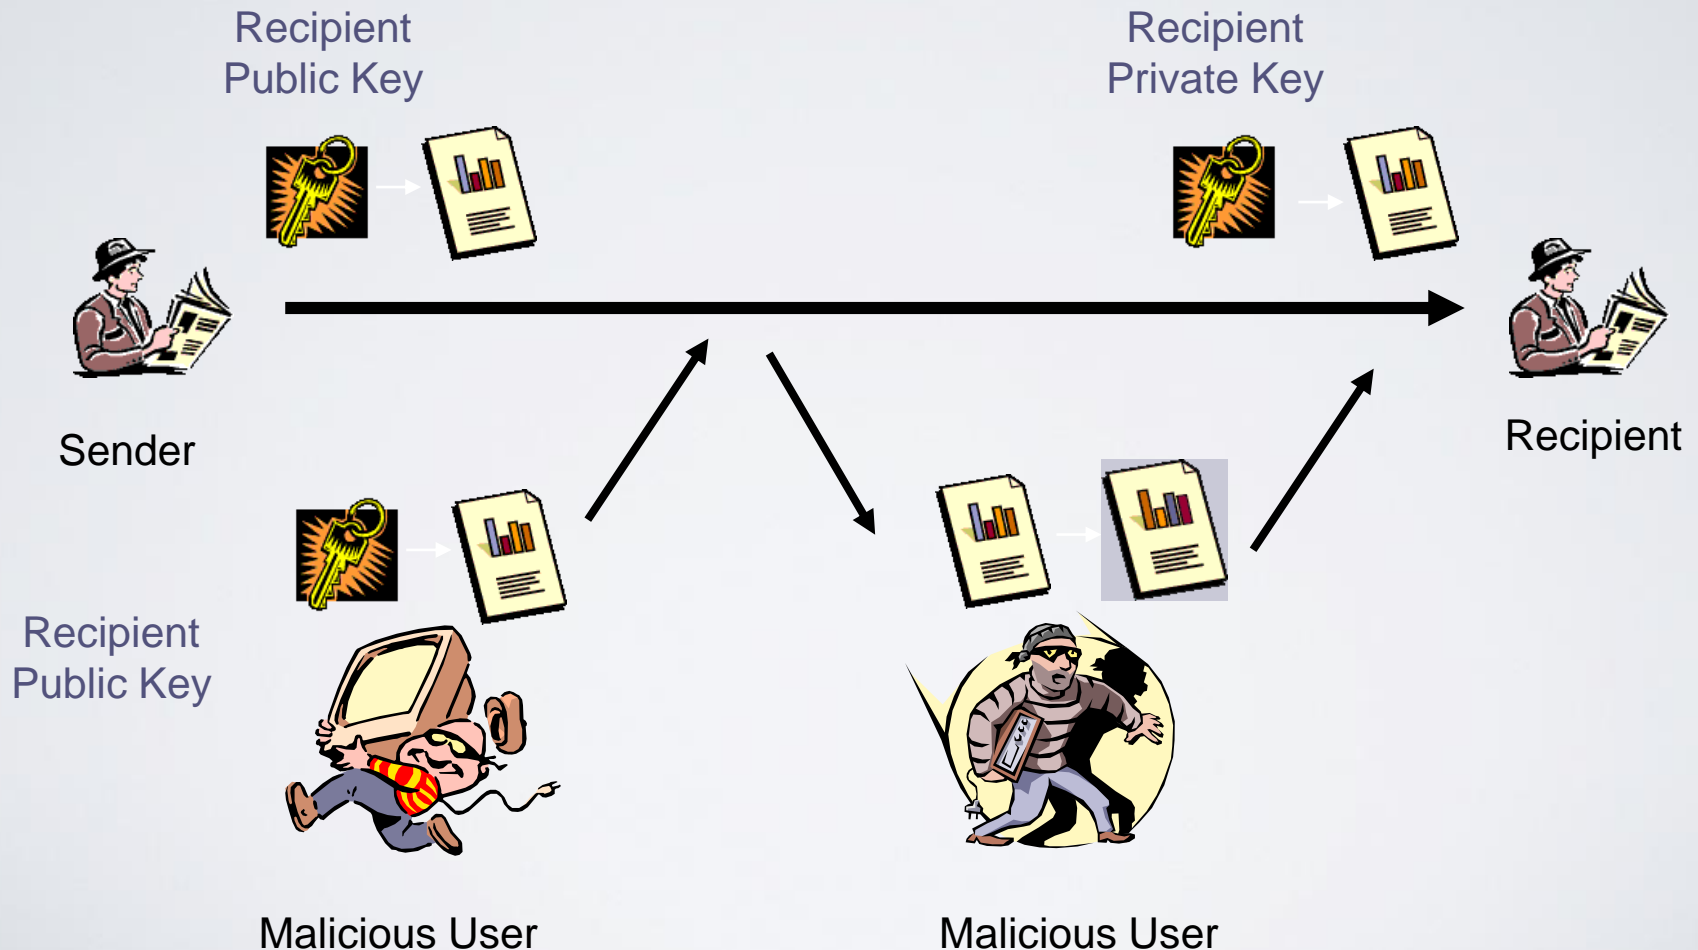 Recipient
Public Key
Recipient
Private Key
Sender
Recipient
Recipient
Public Key
Malicious User
Malicious User